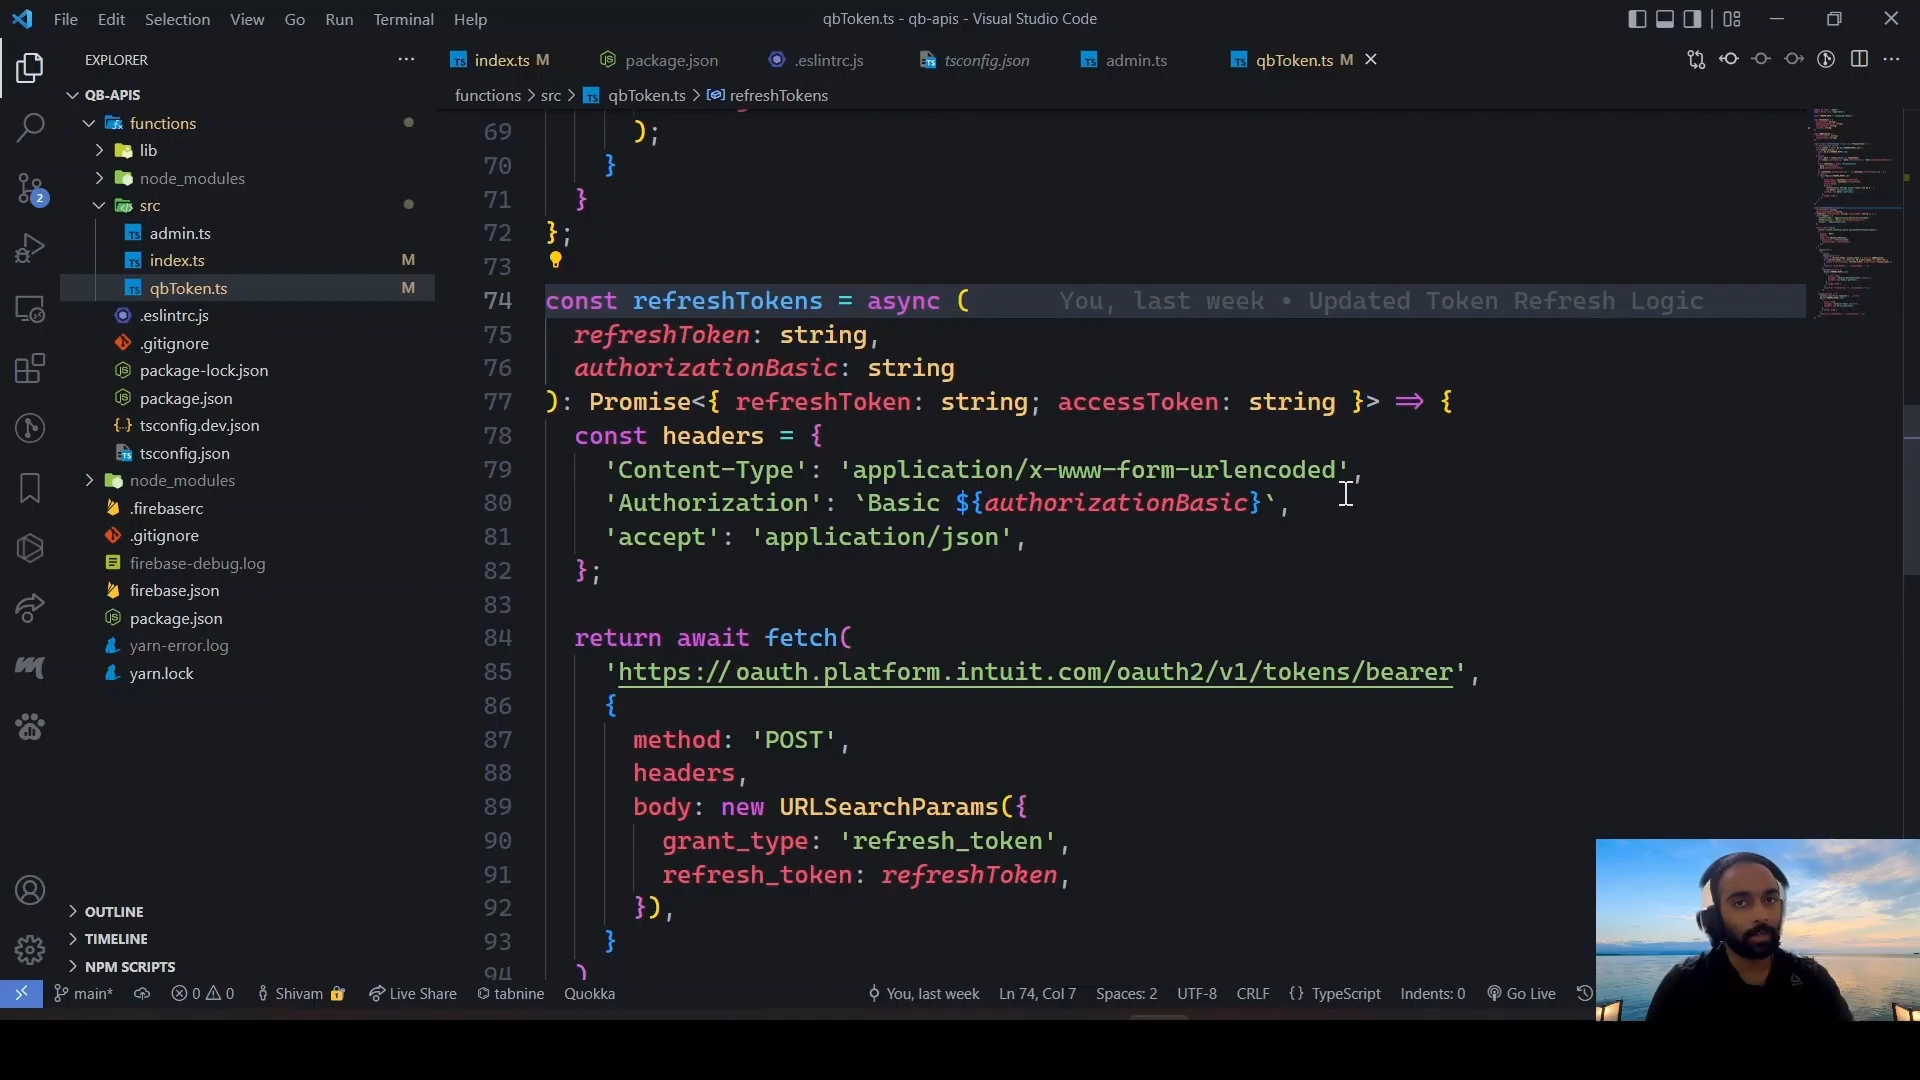 File Edit Selection View Go Run Terminal Help
qbToken.ts - qb-apis - Visual Studio Code
EXPLORER
QB-APIS
functions
lib
node_modules
src
admin.ts
index.ts M
qbToken.ts M
.eslintrc.js
.gitignore
package-lock.json
package.json
tsconfig.dev.json
tsconfig.json
node_modules
.firebaserc
.gitignore
firebase-debug.log
firebase.json
package.json
yarn-error.log
yarn.lock
OUTLINE
TIMELINE
NPM SCRIPTS
2
index.ts M package.json .eslintrc.js tsconfig.json admin.ts qbToken.ts M
functions > src > qbToken.ts > refreshTokens
69 );
70 }
71 }
72 };
73
74 const refreshTokens = async ( You, last week • Updated Token Refresh Logic
75 refreshToken: string,
76 authorizationBasic: string
77 ): Promise<{ refreshToken: string; accessToken: string }> => {
78 const headers = {
79 'Content-Type': 'application/x-www-form-urlencoded',
80 'Authorization': `Basic ${authorizationBasic}`,
81 'accept': 'application/json',
82 };
83
84 return await fetch(
85 'https://oauth.platform.intuit.com/oauth2/v1/tokens/bearer',
86 {
87 method: 'POST',
88 headers,
89 body: new URLSearchParams({
90 grant_type: 'refresh_token',
91 refresh_token: refreshToken,
92 }),
93 }
94 )
main* 0 0 Shivam Live Share tabnine Quokka You, last week Ln 74, Col 7 Spaces: 2 UTF-8 CRLF {} TypeScript Indents: 0 Go Live